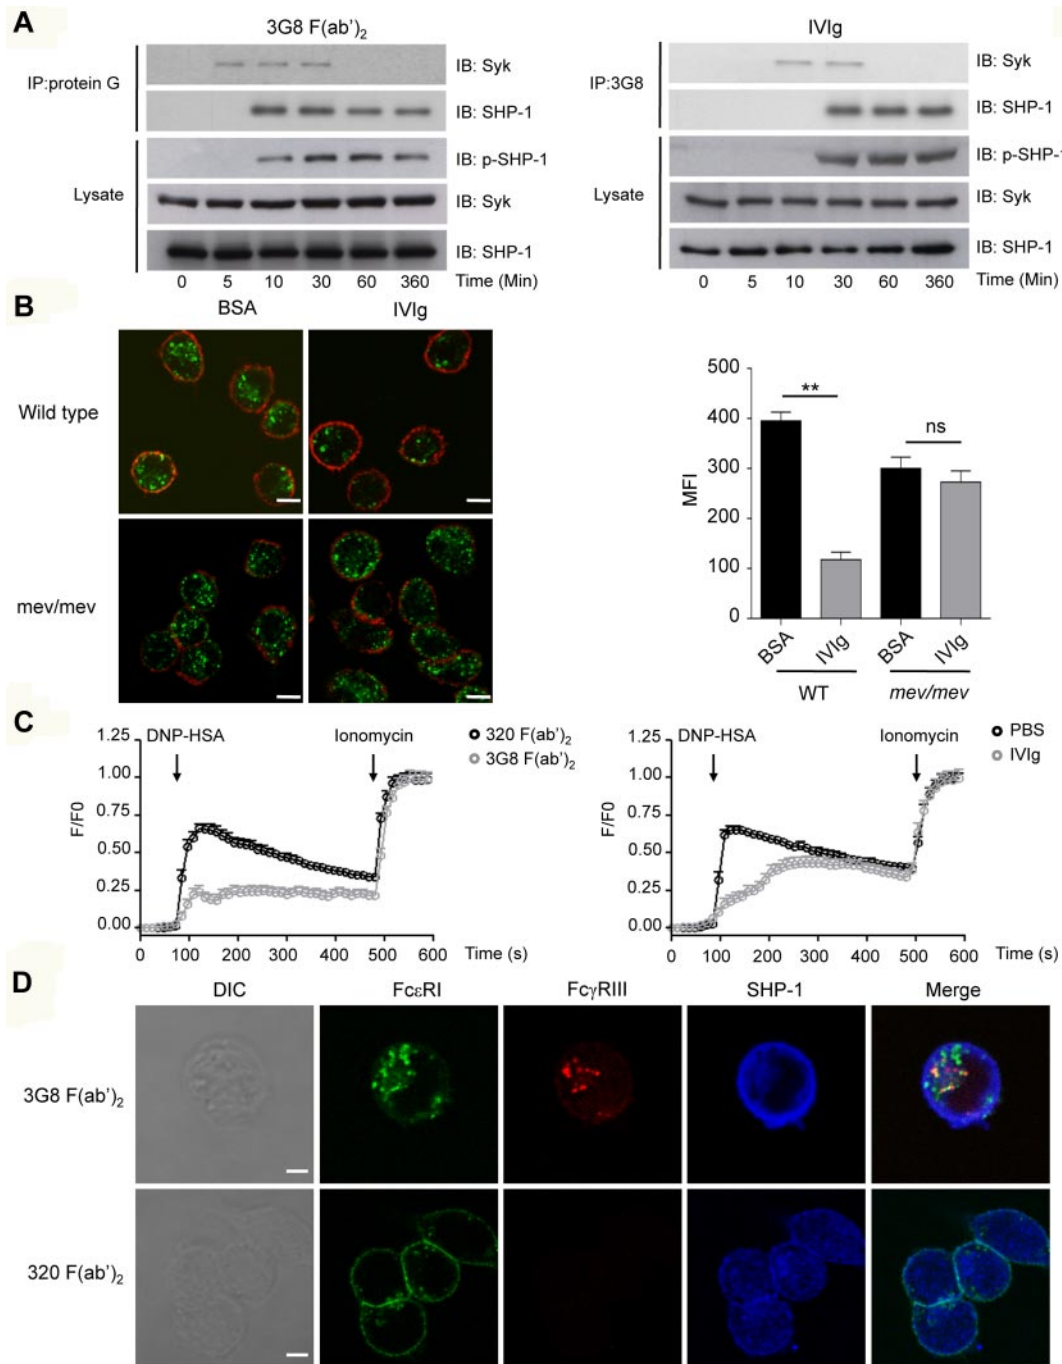 A
3G8 F(ab')₂
IP:protein G
IB: Syk
IB: SHP-1
Lysate
IB: p-SHP-1
IB: Syk
IB: SHP-1
0 5 10 30 60 360 Time (Min)
IVIg
IP:3G8
IB: Syk
IB: SHP-1
Lysate
IB: p-SHP-1
IB: Syk
IB: SHP-1
0 5 10 30 60 360 Time (Min)
B
BSA IVIg
Wild type
mev/mev
500
400
300
200
100
0
MFI
**
ns
BSA IVIg BSA IVIg
WT mev/mev
C
DNP-HSA Ionomycin
320 F(ab')₂
3G8 F(ab')₂
1.25
1.00
0.75
0.50
0.25
0.00
F/F0
0 100 200 300 400 500 600 Time (s)
DNP-HSA Ionomycin
PBS
IVIg
1.25
1.00
0.75
0.50
0.25
0.00
F/F0
0 100 200 300 400 500 600 Time (s)
D
DIC FcεRI FcγRIII SHP-1 Merge
3G8 F(ab')₂
320 F(ab')₂